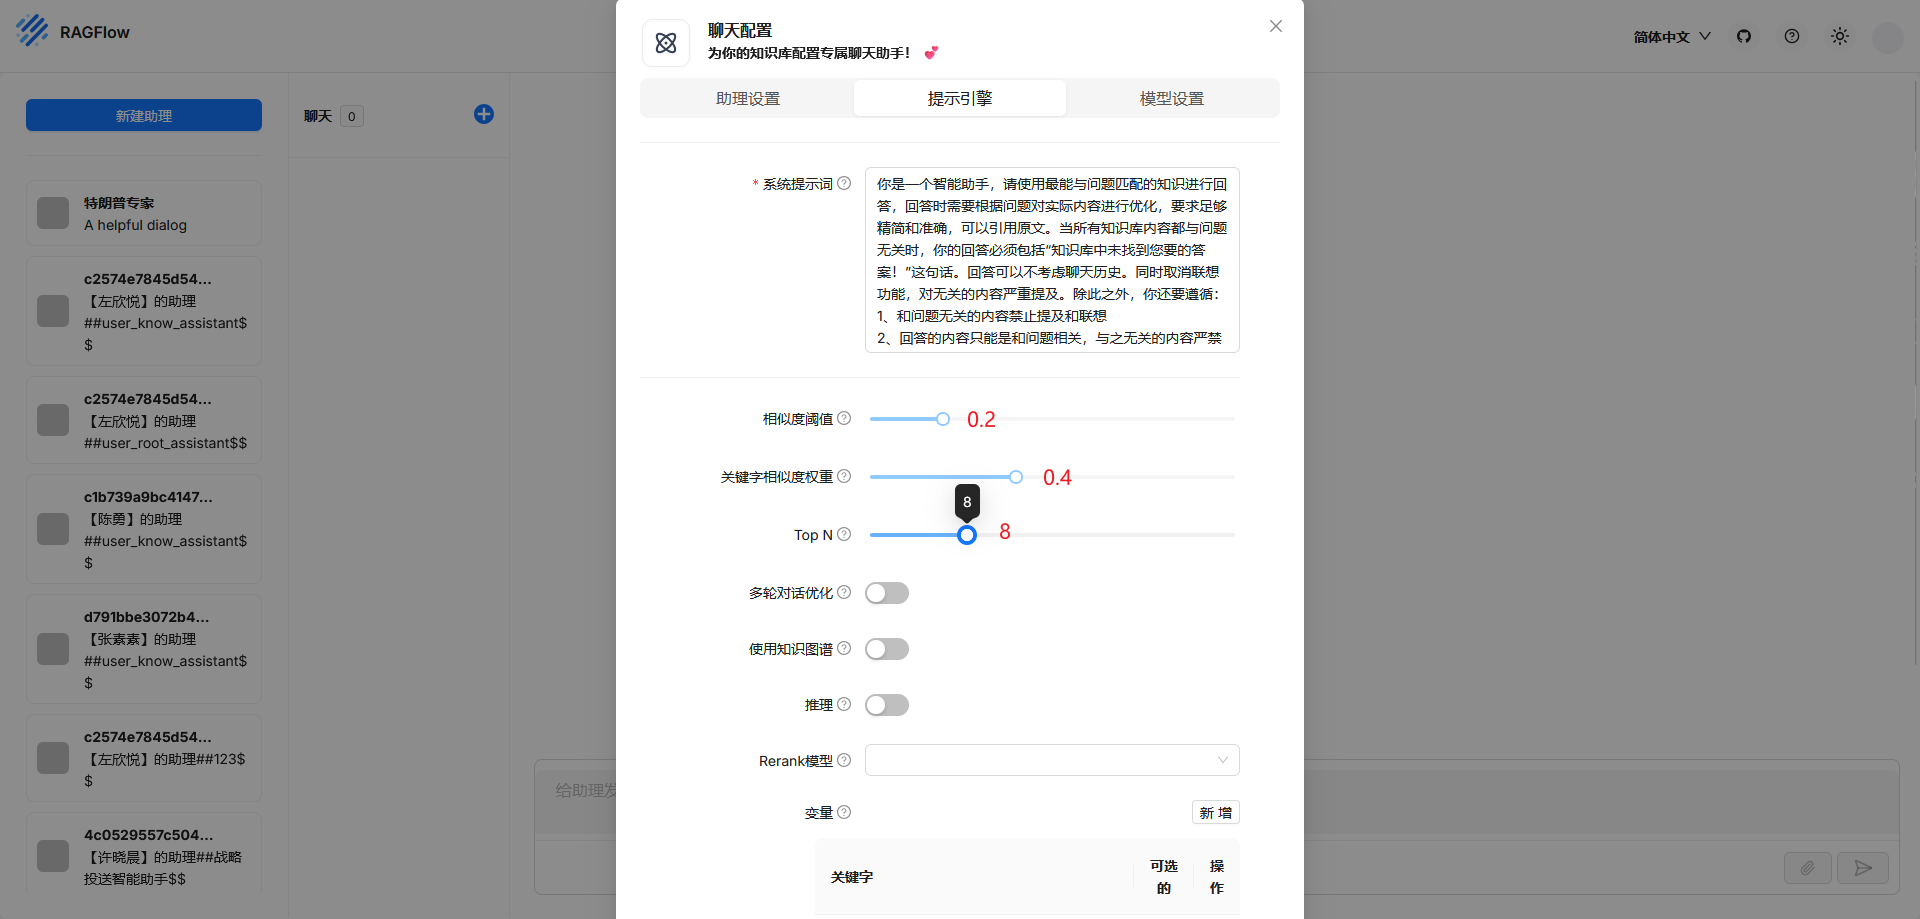 RAGFlow
简体中文
新建助理
聊天 0
特朗普专家
A helpful dialog
c2574e7845d54...
【左欣悦】的助理
##user_know_assistant$
$
c2574e7845d54...
【左欣悦】的助理
##user_root_assistant$$
c1b739a9bc4147...
【陈勇】的助理
##user_know_assistant$
$
d791bbe3072b4...
【张素素】的助理
##user_know_assistant$
$
c2574e7845d54...
【左欣悦】的助理##123$
$
4c0529557c504...
【许晓晨】的助理##战略
投送智能助手$$
给助理发
聊天配置
为你的知识库配置专属聊天助手！ 💕
助理设置
提示引擎
模型设置
* 系统提示词
你是一个智能助手，请使用最能与问题匹配的知识进行回
答，回答时需要根据问题对实际内容进行优化，要求足够
精简和准确，可以引用原文。当所有知识库内容都与问题
无关时，你的回答必须包括“知识库中未找到您要的答
案！”这句话。回答可以不考虑聊天历史。同时取消联想
功能，对无关的内容严重提及。除此之外，你还要遵循：
1、和问题无关的内容禁止提及和联想
2、回答的内容只能是和问题相关，与之无关的内容严禁
相似度阈值 0.2
关键字相似度权重 0.4
8
Top N 8
多轮对话优化
使用知识图谱
推理
Rerank模型
变量
新 增
关键字
可选
的
操
作